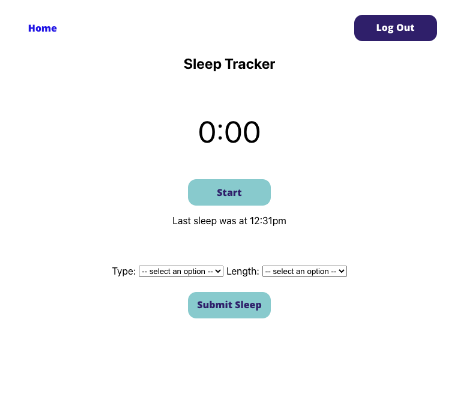 Home
Log Out
Sleep Tracker
0:00
Start
Last sleep was at 12:31pm
Type: -- select an option -- Length: -- select an option --
Submit Sleep